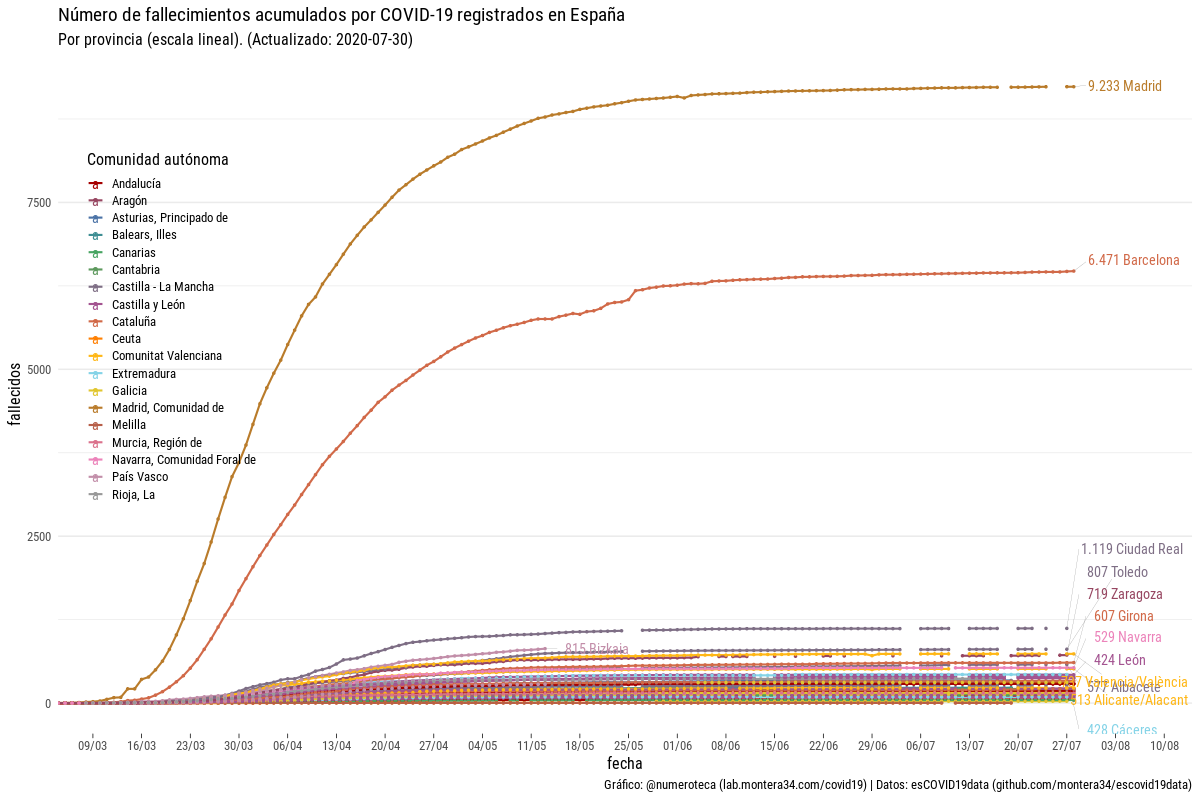 Número de fallecimientos acumulados por COVID-19 registrados en España
Por provincia (escala lineal). (Actualizado: 2020-07-30)
9.233 Madrid
Comunidad autónoma
Andalucía
Aragón
Asturias, Principado de
Balears, Illes
Canarias
Cantabria
Castilla - La Mancha
Castilla y León
Cataluña
Ceuta
Comunitat Valenciana
Extremadura
Galicia
Madrid, Comunidad de
Melilla
Murcia, Región de
Navarra, Comunidad Foral de
País Vasco
Rioja, La
7500
5000
2500
0
fallecidos
6.471 Barcelona
1.119 Ciudad Real
807 Toledo
719 Zaragoza
607 Girona
529 Navarra
815 Bizkaia
424 León
Valencia/València
577 Albacete
513 Alicante/Alacant
428 Cáceres
09/03 16/03 23/03 30/03 06/04 13/04 20/04 27/04 04/05 11/05 18/05 25/05 01/06 08/06 15/06 22/06 29/06 06/07 13/07 20/07 27/07 03/08 10/08
fecha
Gráfico: @numeroteca (lab.montera34.com/covid19) | Datos: esCOVID19data (github.com/montera34/escovid19data)